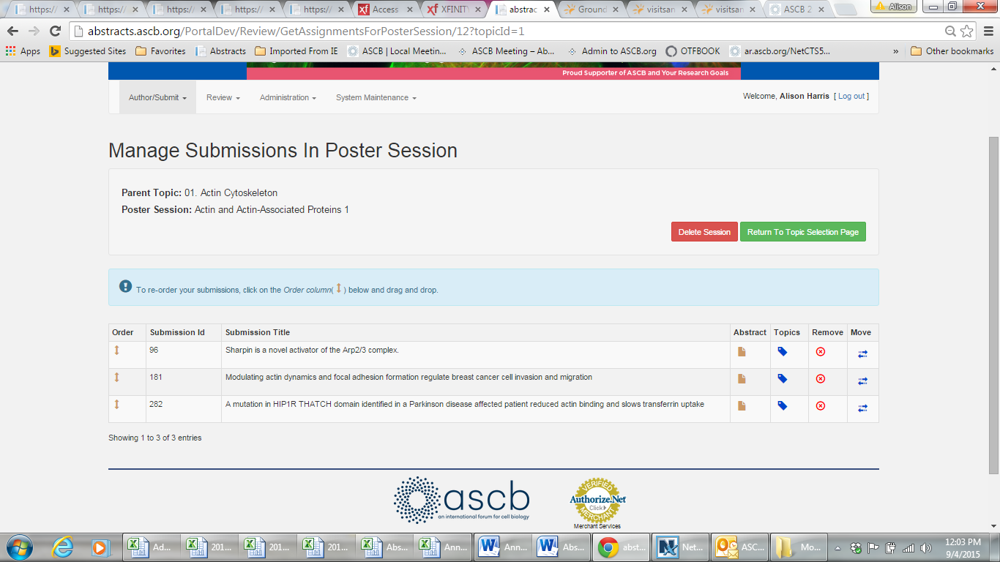 https:/
https:/
https:/
https:/
https:/
Access
XFINITY
abstrac
Ground
visitsan
visitsan
ASCB 2
Alison
abstracts.ascb.org/PortalDev/Review/GetAssignmentsForPosterSession/12?topicId=1
Apps Suggested Sites Favorites Abstracts Imported From IE ASCB | Local Meetin... ASCB Meeting – Ab... Admin to ASCB.org OTFBOOK ar.ascb.org/NetCTS5... » Other bookmarks
Proud Supporter of ASCB and Your Research Goals
Author/Submit Review Administration System Maintenance Welcome, Alison Harris [ Log out ]
Manage Submissions In Poster Session
Parent Topic: 01. Actin Cytoskeleton
Poster Session: Actin and Actin-Associated Proteins 1
Delete Session Return To Topic Selection Page
To re-order your submissions, click on the Order column( ) below and drag and drop.
Order Submission Id Submission Title Abstract Topics Remove Move
96 Sharpin is a novel activator of the Arp2/3 complex.
181 Modulating actin dynamics and focal adhesion formation regulate breast cancer cell invasion and migration
282 A mutation in HIP1R THATCH domain identified in a Parkinson disease affected patient reduced actin binding and slows transferrin uptake
Showing 1 to 3 of 3 entries
ascb
an international forum for cell biology
VERIFIED
Authorize.Net
Click
MERCHANT
Merchant Services
Ad... 201... 201... 201... Abs... Ann... Ann... Abs... abst... Net... ASC... Mo...
12:03 PM
9/4/2015